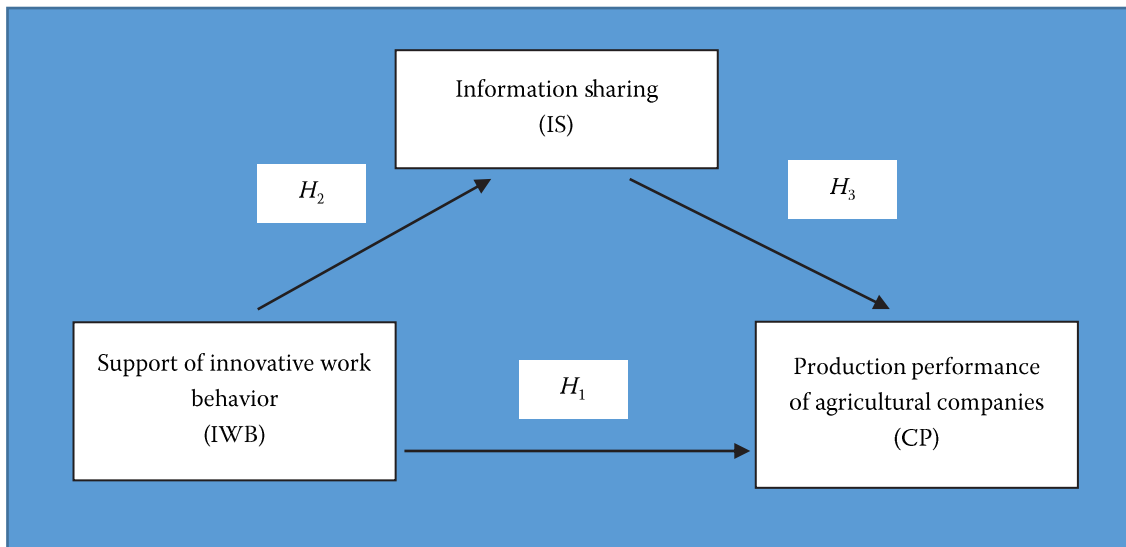 Information sharing
(IS)
H₂
H₃
Support of innovative work
behavior
(IWB)
H₁
Production performance
of agricultural companies
(CP)